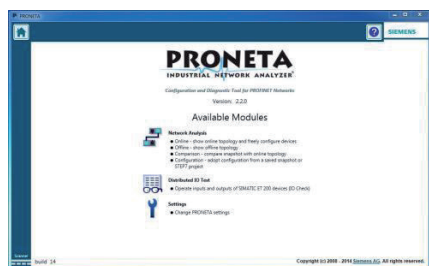 PRONETA
SIEMENS
PRONETA
INDUSTRIAL NETWORK ANALYZER
Configuration and Diagnostic Tool for PROFINET Networks
Version: 2.2.0
Available Modules
Network Analysis
● Online - show online topology and freely configure devices
● Offline - show offline topology
● Comparison - compare snapshot with online topology
● Configuration - adopt configuration from a saved snapshot or
STEP7 project
Distributed IO Test
● Operate inputs and outputs of SIMATIC ET 200 devices (IO Check)
Settings
● Change PRONETA settings
build 14
Copyright (c) 2009 - 2014 Siemens AG. All rights reserved.